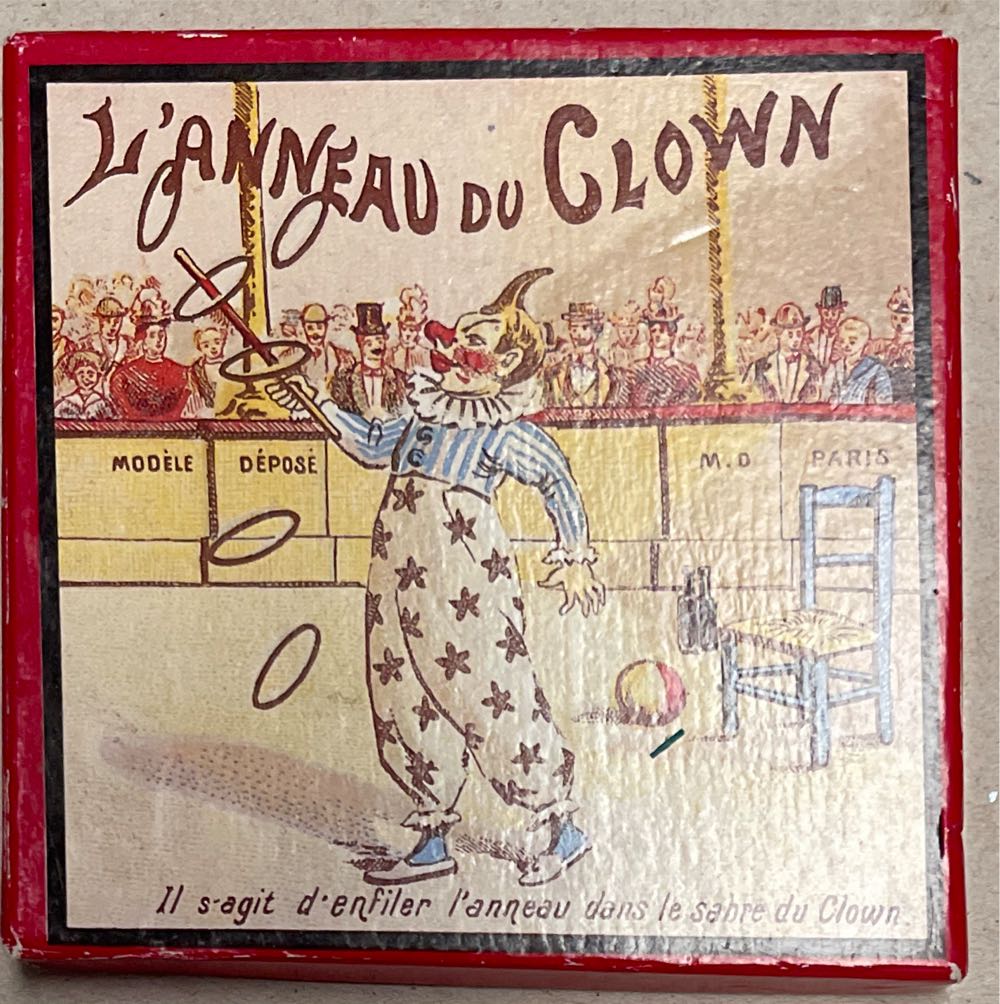 L'ANNEAU DU CLOWN
MODÈLE DÉPOSÉ
M.D PARIS
Il s'agit d'enfiler l'anneau dans le sabre du Clown